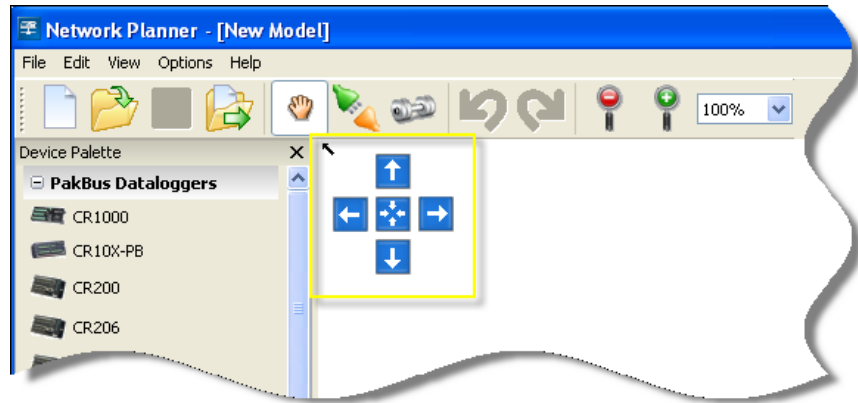 Network Planner - [New Model]
File Edit View Options Help
100%
Device Palette X
PakBus Dataloggers
CR1000
CR10X-PB
CR200
CR206